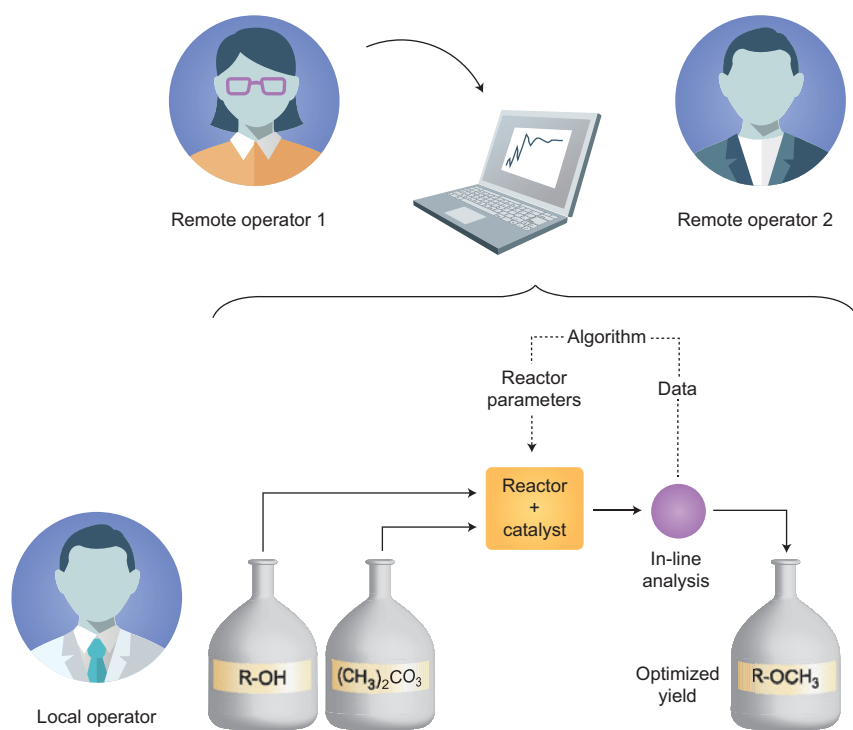 Remote operator 1
Remote operator 2
Algorithm
Reactor
parameters
Data
Reactor
+
catalyst
In-line
analysis
R-OH
(CH₃)₂CO₃
Optimized
yield
R-OCH₃
Local operator